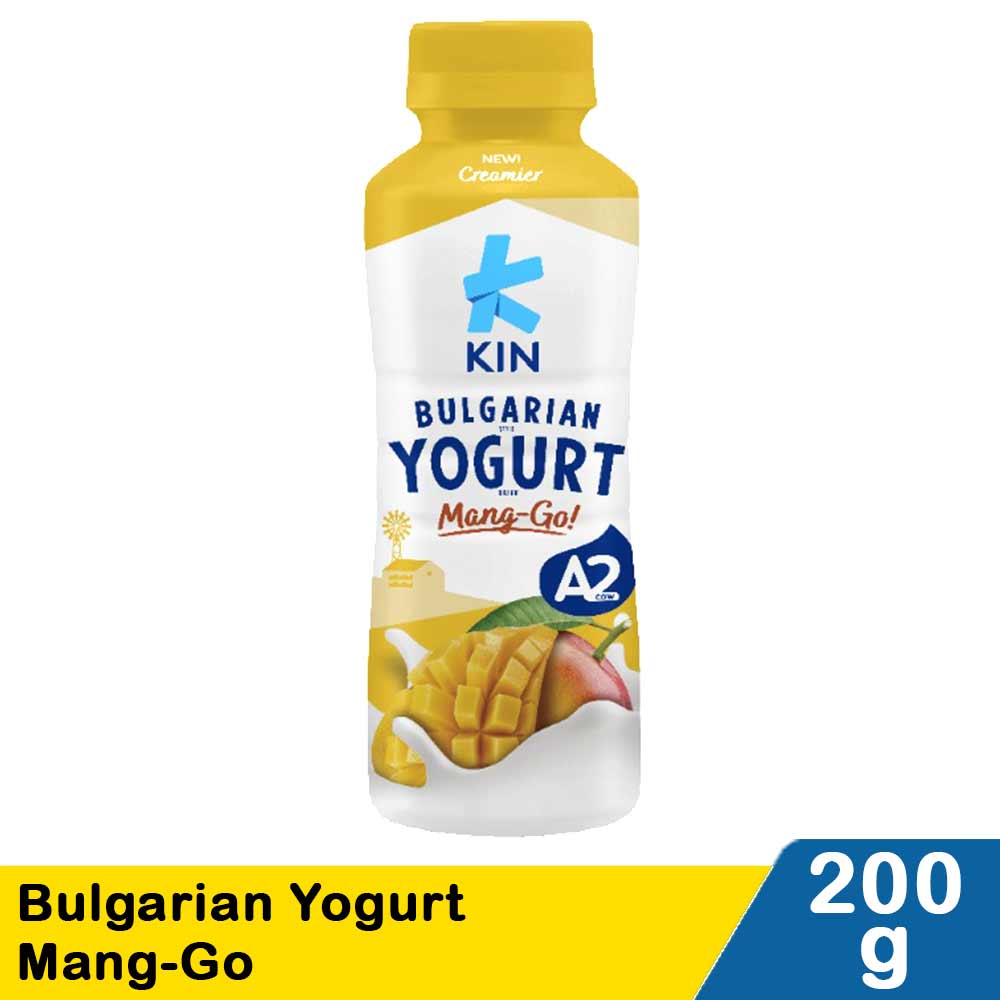 NEW!
Creamier
KIN
BULGARIAN
STYLE
YOGURT
DRINK
Mang-Go!
A2
COW
Bulgarian Yogurt
Mang-Go
200
g